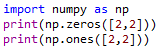 import numpy as np
print(np.zeros([2,2]))
print(np.ones([2,2]))